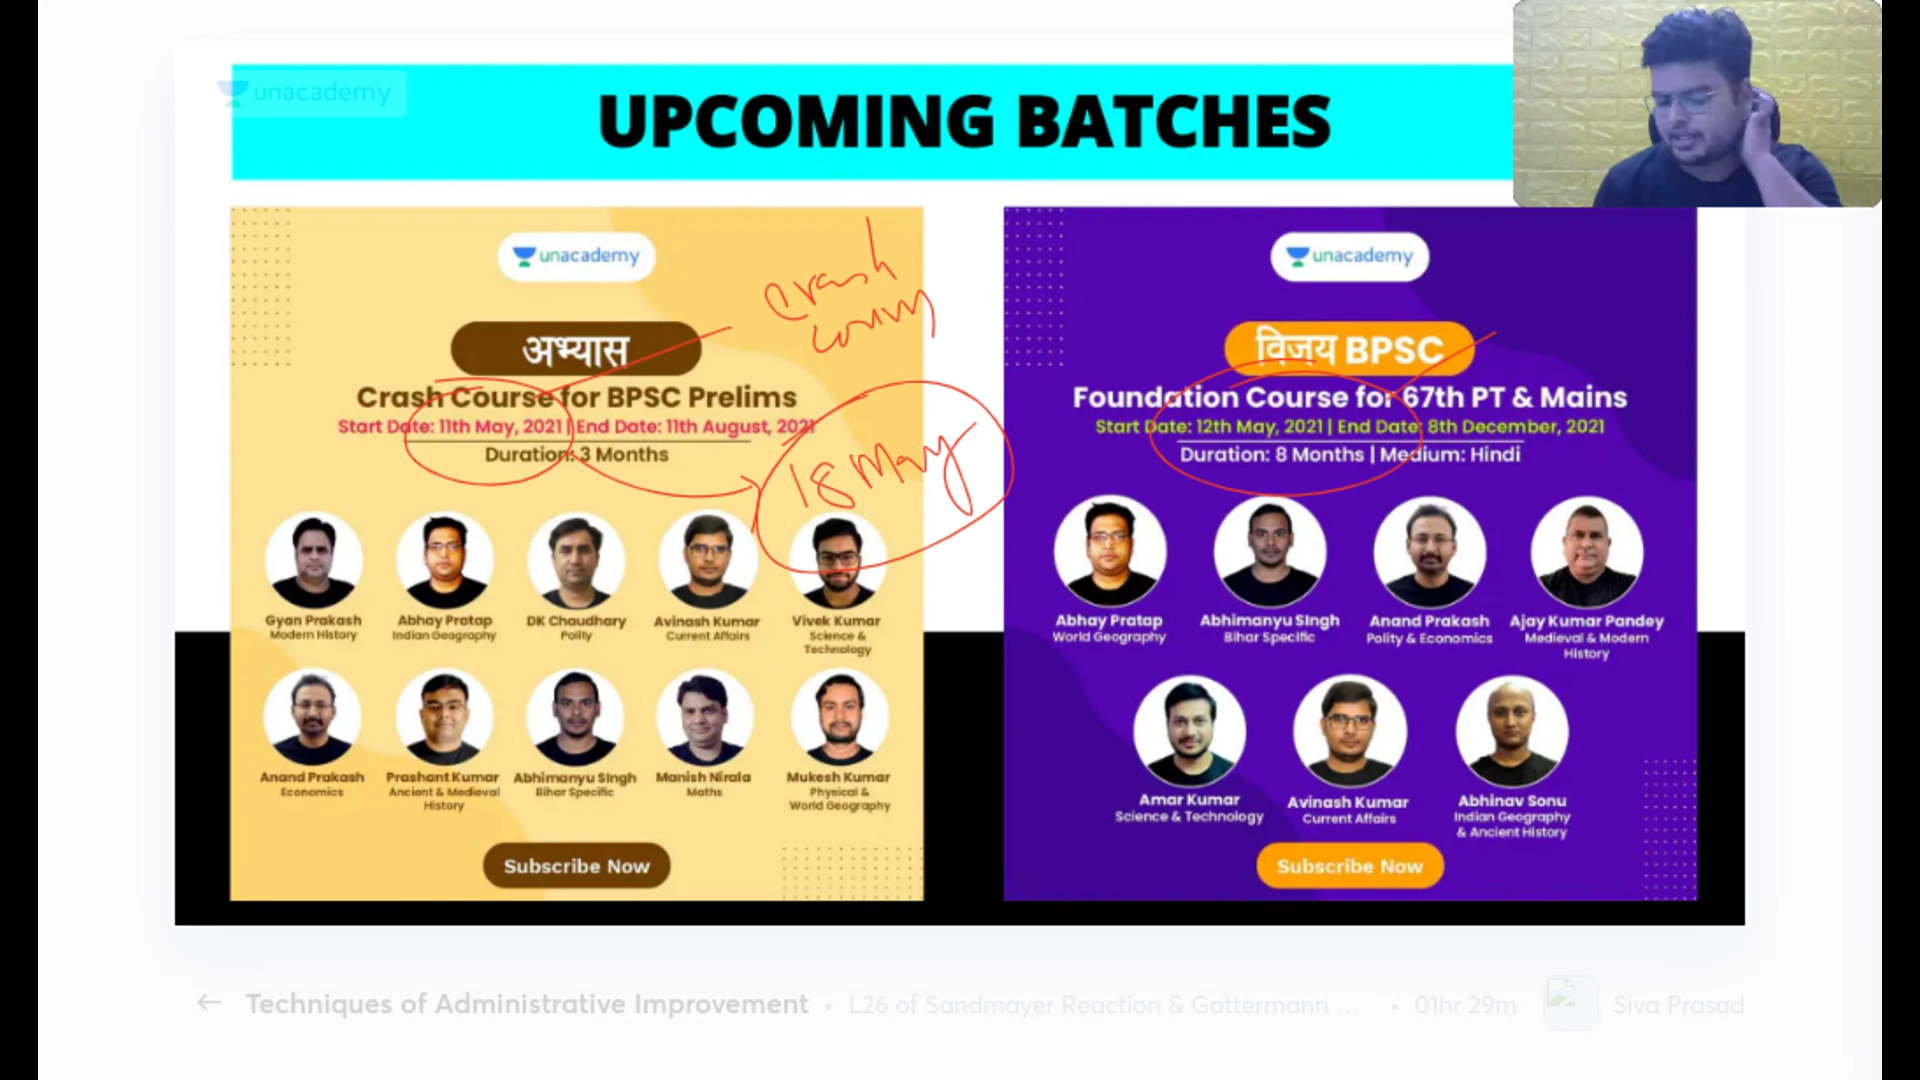 unacademy
UPCOMING BATCHES
unacademy
अभ्यास
Crash Course for BPSC Prelims
Start Date: 11th May, 2021 | End Date: 11th August, 2021
Duration: 3 Months
Crash
18 May
Gyan Prakash
Modern History
Abhay Pratap
Indian Geography
DK Chaudhary
Polity
Avinash Kumar
Current Affairs
Vivek Kumar
Science &
Technology
Anand Prakash
Economics
Prashant Kumar
Ancient & Medieval
History
Abhimanyu Singh
Bihar Specific
Manish Nirala
Maths
Mukesh Kumar
Physical &
World Geography
Subscribe Now
unacademy
विजय BPSC
Foundation Course for 67th PT & Mains
Start Date: 12th May, 2021 | End Date: 8th December, 2021
Duration: 8 Months | Medium: Hindi
Abhay Pratap
World Geography
Abhimanyu Singh
Bihar Specific
Anand Prakash
Polity & Economics
Ajay Kumar Pandey
Medieval & Modern
History
Amar Kumar
Science & Technology
Avinash Kumar
Current Affairs
Abhinav Sonu
Indian Geography
& Ancient History
Subscribe Now
← Techniques of Administrative Improvement • L26 of Sandmayer Reaction & Gattermann ... • 01hr 29m Siva Prasad